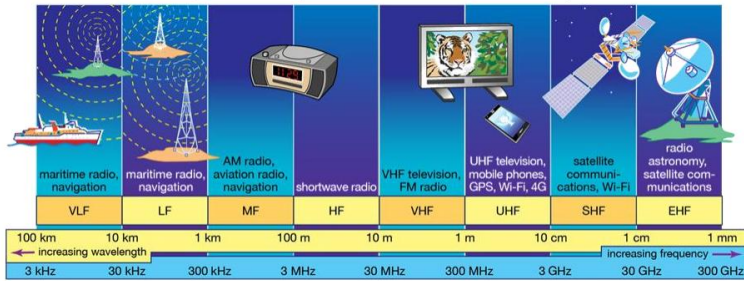 11:24
maritime radio,
navigation
maritime radio,
navigation
AM radio,
aviation radio,
navigation
shortwave radio
VHF television,
FM radio
UHF television,
mobile phones,
GPS, Wi-Fi, 4G
satellite
communi-
cations, Wi-Fi
radio
astronomy,
satellite com-
munications
VLF LF MF HF VHF UHF SHF EHF
100 km 10 km 1 km 100 m 10 m 1 m 10 cm 1 cm 1 mm
increasing wavelength increasing frequency
3 kHz 30 kHz 300 kHz 3 MHz 30 MHz 300 MHz 3 GHz 30 GHz 300 GHz